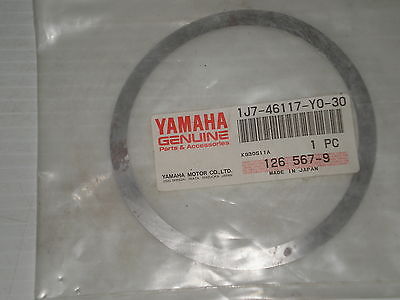 YAMAHA
GENUINE
Parts & Accessories
YAMAHA MOTOR CO., LTD.
1J7-46117-Y0-30
1 PC
K030511A
126 567-9
MADE IN JAPAN